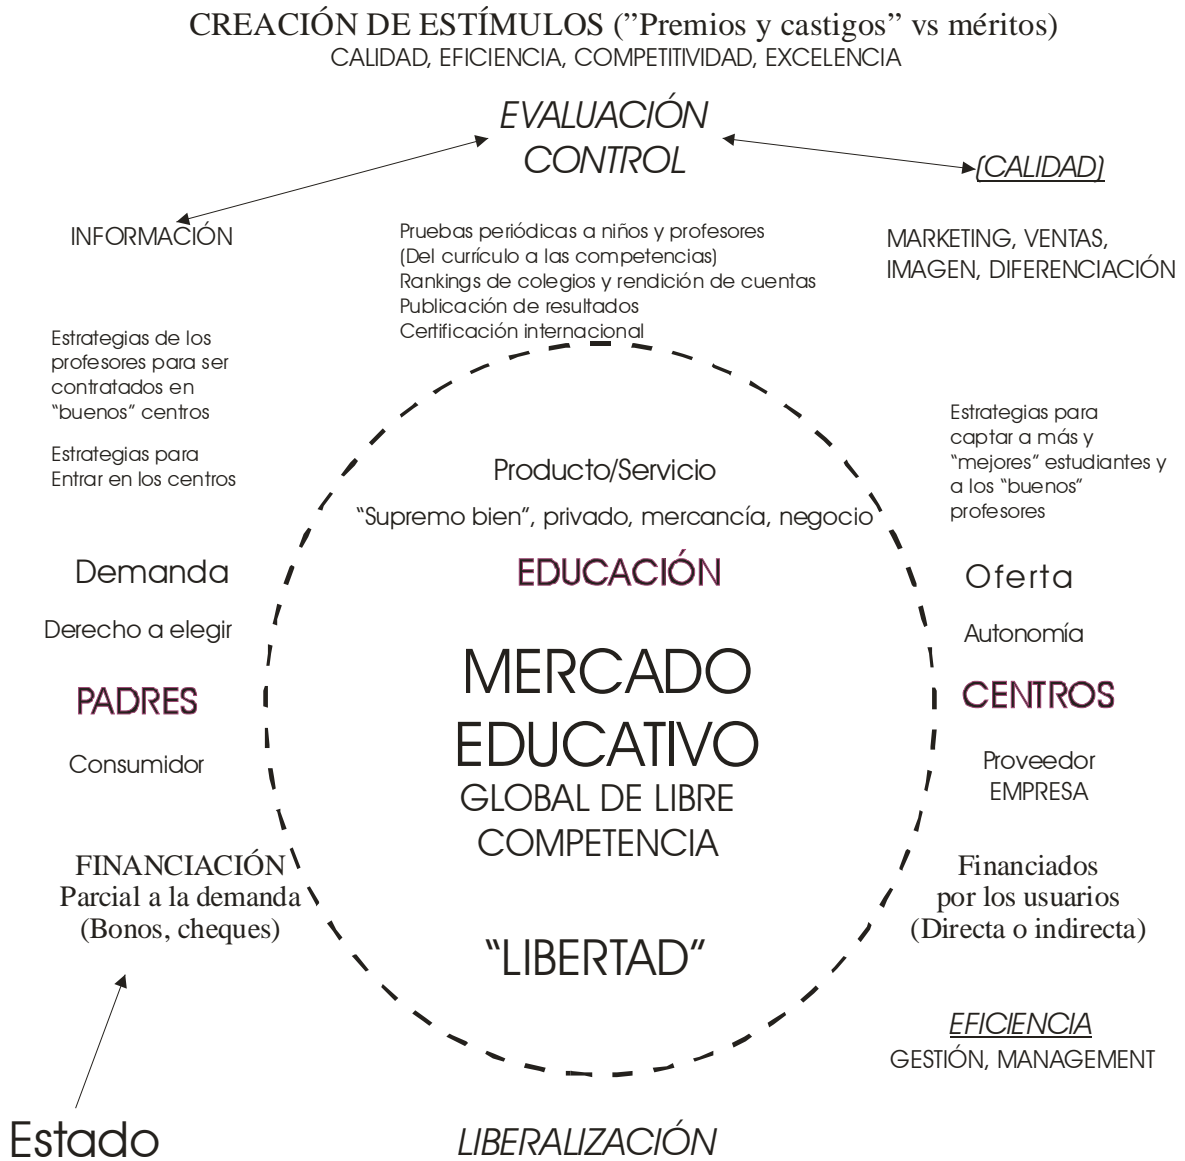 CREACIÓN DE ESTÍMULOS (”Premios y castigos” vs méritos)
CALIDAD, EFICIENCIA, COMPETITIVIDAD, EXCELENCIA
EVALUACIÓN
CONTROL
(CALIDAD)
INFORMACIÓN
Pruebas periódicas a niños y profesores
(Del currículo a las competencias)
Rankings de colegios y rendición de cuentas
Publicación de resultados
Certificación internacional
MARKETING, VENTAS,
IMAGEN, DIFERENCIACIÓN
Estrategias de los
profesores para ser
contratados en
“buenos” centros
Estrategias para
Entrar en los centros
Estrategias para
captar a más y
“mejores” estudiantes y
a los “buenos”
profesores
Producto/Servicio
“Supremo bien”, privado, mercancía, negocio
EDUCACIÓN
Demanda
Derecho a elegir
PADRES
Consumidor
MERCADO
EDUCATIVO
GLOBAL DE LIBRE
COMPETENCIA
“LIBERTAD”
Oferta
Autonomía
CENTROS
Proveedor
EMPRESA
FINANCIACIÓN
Parcial a la demanda
(Bonos, cheques)
Financiados
por los usuarios
(Directa o indirecta)
EFICIENCIA
GESTIÓN, MANAGEMENT
Estado
LIBERALIZACIÓN